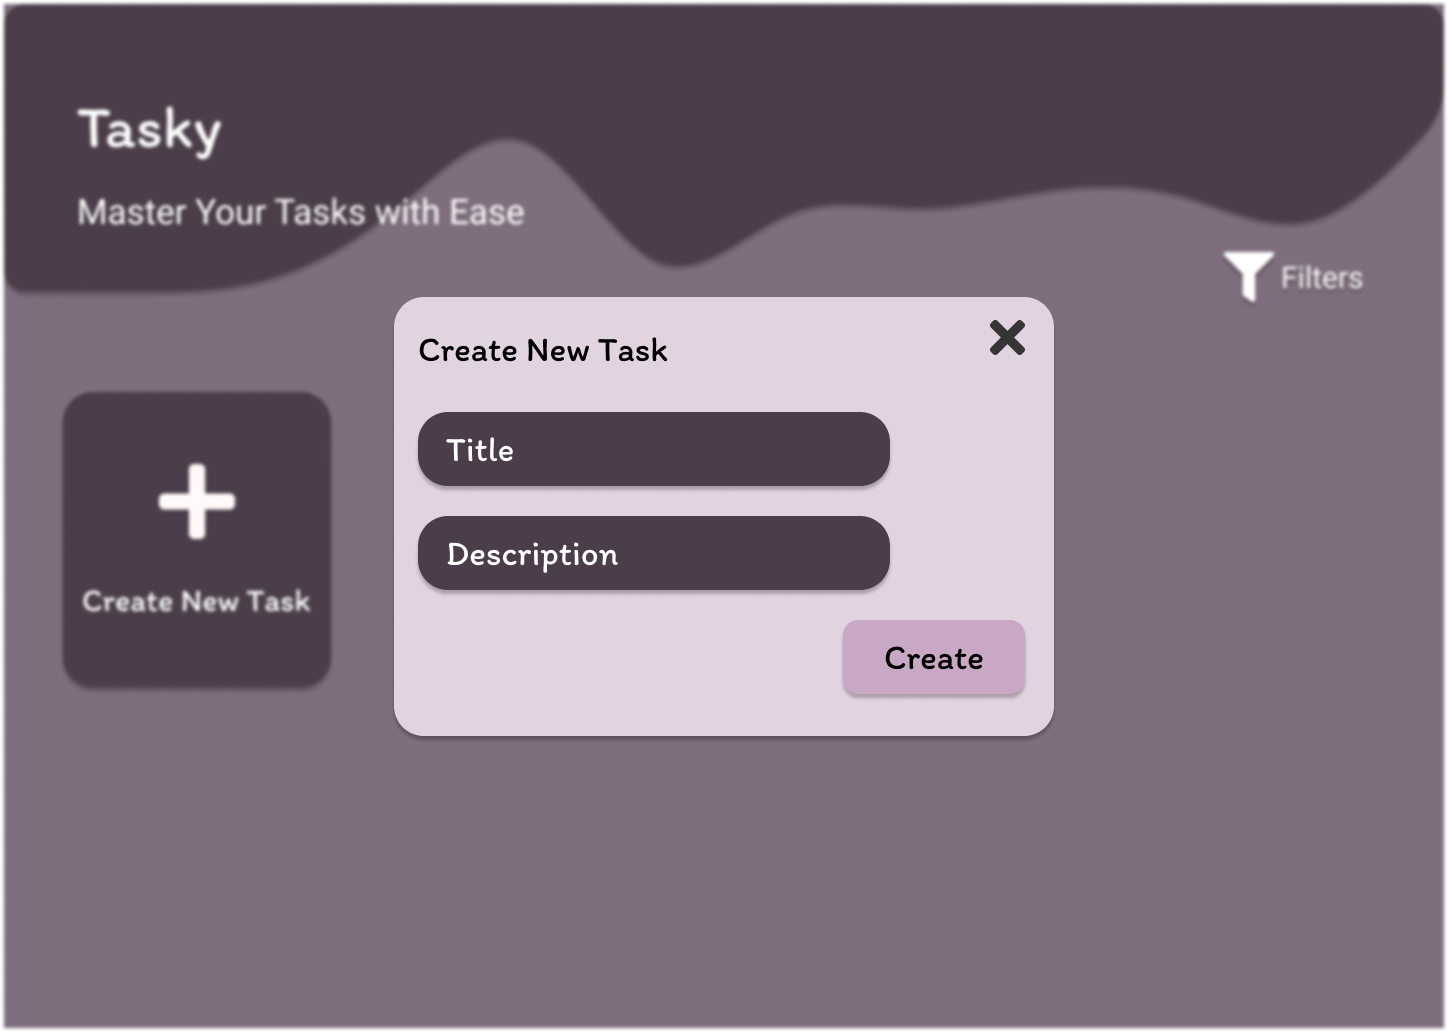 Tasky
Master Your Tasks with Ease
Filters
Create New Task
Title
Description
Create
Create New Task